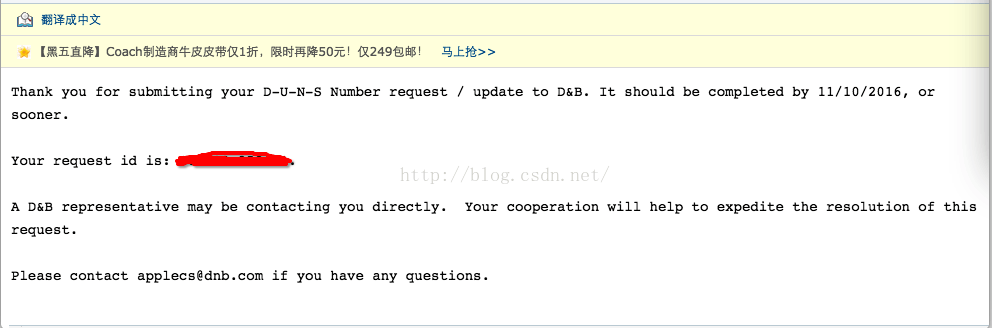 翻译成中文
【黑五直降】Coach制造商牛皮皮带仅1折，限时再降50元！仅249包邮！ 马上抢>>
Thank you for submitting your D-U-N-S Number request / update to D&B. It should be completed by 11/10/2016, or
sooner.
Your request id is: .
http://blog.csdn.net/
A D&B representative may be contacting you directly.  Your cooperation will help to expedite the resolution of this
request.
Please contact applecs@dnb.com if you have any questions.